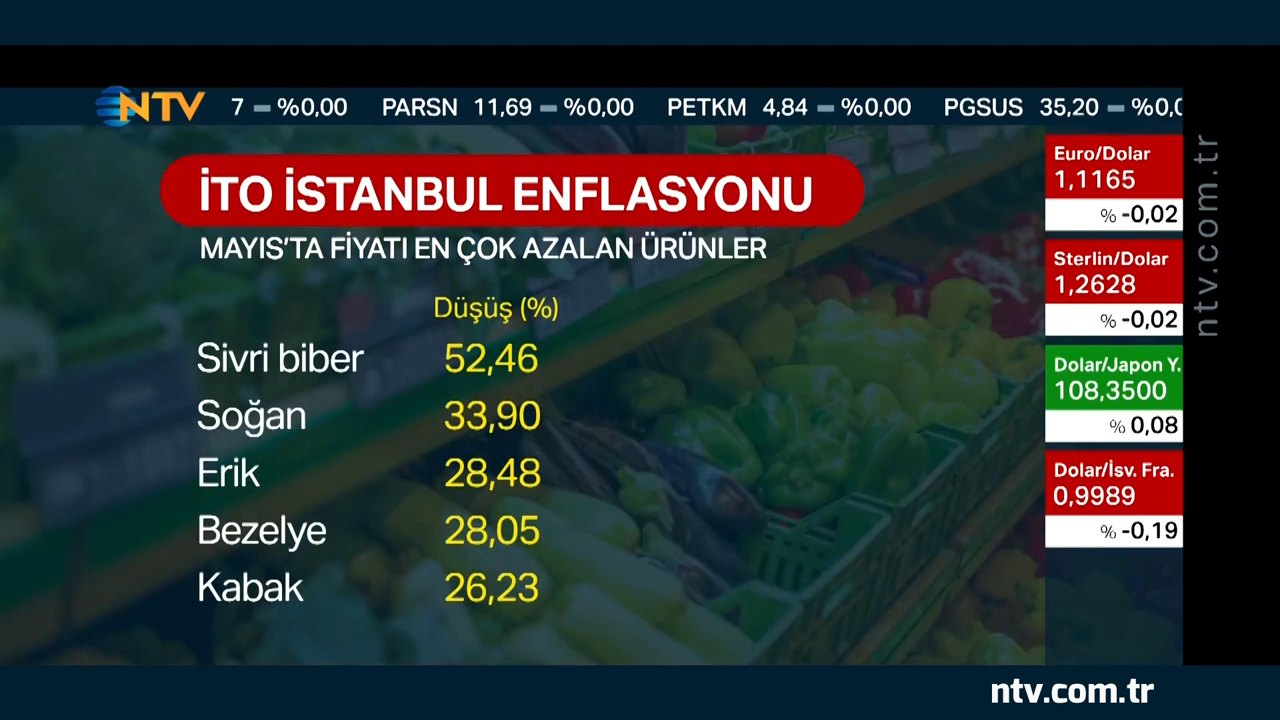 NTV 7 %0,00 PARSN 11,69 %0,00 PETKM 4,84 %0,00 PGSUS 35,20 %0,0
İTO İSTANBUL ENFLASYONU
MAYIS'TA FİYATI EN ÇOK AZALAN ÜRÜNLER
Düşüş (%)
Sivri biber 52,46
Soğan 33,90
Erik 28,48
Bezelye 28,05
Kabak 26,23
Euro/Dolar
1,1165
% -0,02
Sterlin/Dolar
1,2628
% -0,02
Dolar/Japon Y.
108,3500
% 0,08
Dolar/İsv. Fra.
0,9989
% -0,19
ntv.com.tr
ntv.com.tr